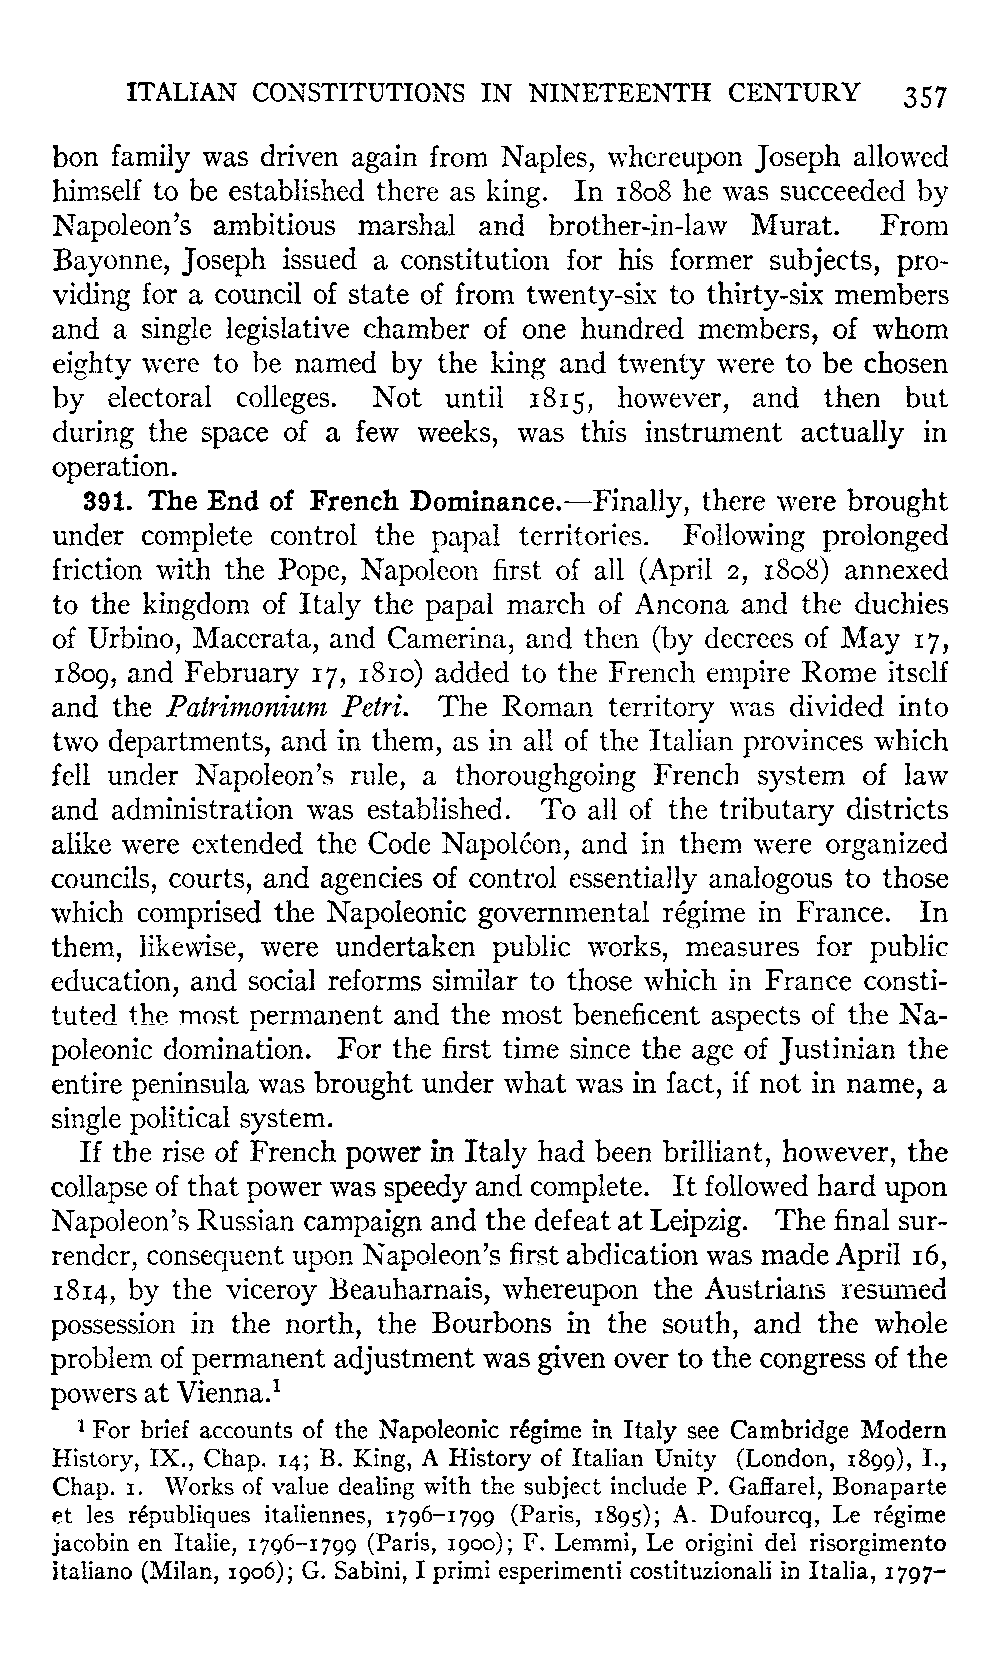 ITALIAN CONSTITUTIONS IN NINETEENTH CENTURY 357
bon family was driven again from Naples, whereupon Joseph allowed
himself to be established there as king. In 1808 he was succeeded by
Napoleon's ambitious marshal and brother-in-law Murat. From
Bayonne, Joseph issued a constitution for his former subjects, pro-
viding for a council of state of from twenty-six to thirty-six members
and a single legislative chamber of one hundred members, of whom
eighty were to be named by the king and twenty were to be chosen
by electoral colleges. Not until 1815, however, and then but
during the space of a few weeks, was this instrument actually in
operation.
391. The End of French Dominance.—Finally, there were brought
under complete control the papal territories. Following prolonged
friction with the Pope, Napoleon first of all (April 2, 1808) annexed
to the kingdom of Italy the papal march of Ancona and the duchies
of Urbino, Macerata, and Camerina, and then (by decrees of May 17,
1809, and February 17, 1810) added to the French empire Rome itself
and the Patrimonium Petri. The Roman territory was divided into
two departments, and in them, as in all of the Italian provinces which
fell under Napoleon's rule, a thoroughgoing French system of law
and administration was established. To all of the tributary districts
alike were extended the Code Napoléon, and in them were organized
councils, courts, and agencies of control essentially analogous to those
which comprised the Napoleonic governmental régime in France. In
them, likewise, were undertaken public works, measures for public
education, and social reforms similar to those which in France consti-
tuted the most permanent and the most beneficent aspects of the Na-
poleonic domination. For the first time since the age of Justinian the
entire peninsula was brought under what was in fact, if not in name, a
single political system.
If the rise of French power in Italy had been brilliant, however, the
collapse of that power was speedy and complete. It followed hard upon
Napoleon's Russian campaign and the defeat at Leipzig. The final sur-
render, consequent upon Napoleon's first abdication was made April 16,
1814, by the viceroy Beauharnais, whereupon the Austrians resumed
possession in the north, the Bourbons in the south, and the whole
problem of permanent adjustment was given over to the congress of the
powers at Vienna.¹
¹ For brief accounts of the Napoleonic régime in Italy see Cambridge Modern
History, IX., Chap. 14; B. King, A History of Italian Unity (London, 1899), I.,
Chap. 1. Works of value dealing with the subject include P. Gaffarel, Bonaparte
et les républiques italiennes, 1796–1799 (Paris, 1895); A. Dufourcq, Le régime
jacobin en Italie, 1796–1799 (Paris, 1900); F. Lemmi, Le origini del risorgimento
italiano (Milan, 1906); G. Sabini, I primi esperimenti costituzionali in Italia, 1797–